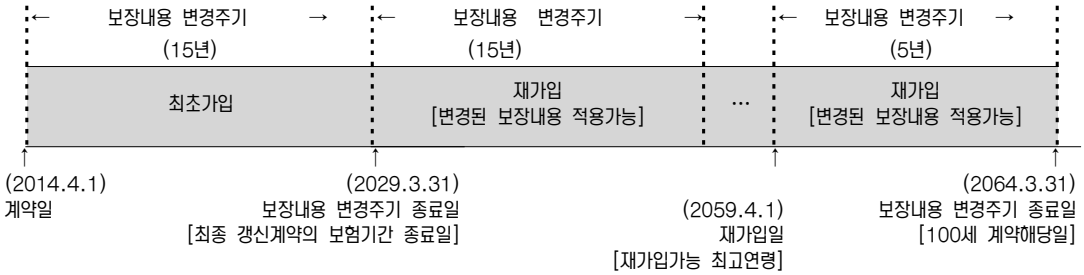 ← 보장내용 변경주기 → ← 보장내용 변경주기 → ← 보장내용 변경주기 →
(15년) (15년) (5년)
최초가입 재가입 ... 재가입
[변경된 보장내용 적용가능] [변경된 보장내용 적용가능]
↑ ↑ ↑ ↑
(2014.4.1) (2029.3.31) (2064.3.31)
계약일 보장내용 변경주기 종료일 (2059.4.1) 보장내용 변경주기 종료일
[최종 갱신계약의 보험기간 종료일] 재가입일 [100세 계약해당일]
[재가입가능 최고연령]